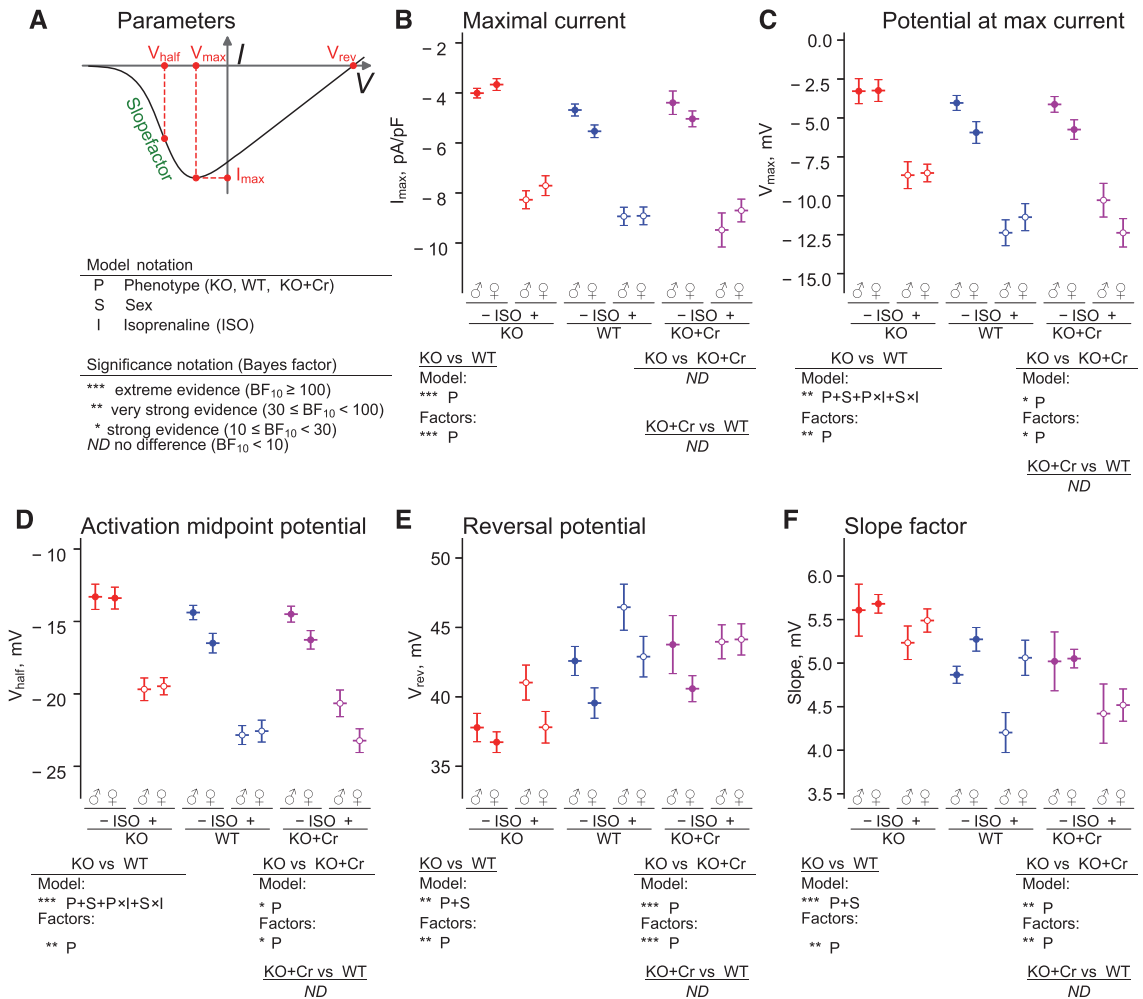 A Parameters
V_half V_max I V_rev
V
Slopefactor
I_max
Model notation
P Phenotype (KO, WT, KO+Cr)
S Sex
I Isoprenaline (ISO)
Significance notation (Bayes factor)
*** extreme evidence (BF10 ≥ 100)
** very strong evidence (30 ≤ BF10 < 100)
* strong evidence (10 ≤ BF10 < 30)
ND no difference (BF10 < 10)
B Maximal current
I_max, pA/pF
− 2
− 4
− 6
− 8
− 10
♂ ♀ ♂ ♀ ♂ ♀ ♂ ♀ ♂ ♀ ♂ ♀
− ISO + − ISO + − ISO +
KO WT KO+Cr
KO vs WT
Model:
*** P
Factors:
*** P
KO vs KO+Cr
ND
KO+Cr vs WT
ND
C Potential at max current
V_max, mV
0.0
− 2.5
− 5.0
− 7.5
− 10.0
− 12.5
− 15.0
♂ ♀ ♂ ♀ ♂ ♀ ♂ ♀ ♂ ♀ ♂ ♀
− ISO + − ISO + − ISO +
KO WT KO+Cr
KO vs WT
Model:
** P+S+P×I+S×I
Factors:
** P
KO vs KO+Cr
Model:
* P
Factors:
* P
KO+Cr vs WT
ND
D Activation midpoint potential
V_half, mV
− 10
− 15
− 20
− 25
♂ ♀ ♂ ♀ ♂ ♀ ♂ ♀ ♂ ♀ ♂ ♀
− ISO + − ISO + − ISO +
KO WT KO+Cr
KO vs WT
Model:
*** P+S+P×I+S×I
Factors:
** P
KO vs KO+Cr
Model:
* P
Factors:
* P
KO+Cr vs WT
ND
E Reversal potential
V_rev, mV
50
45
40
35
♂ ♀ ♂ ♀ ♂ ♀ ♂ ♀ ♂ ♀ ♂ ♀
− ISO + − ISO + − ISO +
KO WT KO+Cr
KO vs WT
Model:
** P+S
Factors:
** P
KO vs KO+Cr
Model:
*** P
Factors:
*** P
KO+Cr vs WT
ND
F Slope factor
Slope, mV
6.0
5.5
5.0
4.5
4.0
3.5
♂ ♀ ♂ ♀ ♂ ♀ ♂ ♀ ♂ ♀ ♂ ♀
− ISO + − ISO + − ISO +
KO WT KO+Cr
KO vs WT
Model:
*** P+S
Factors:
** P
KO vs KO+Cr
Model:
** P
Factors:
** P
KO+Cr vs WT
ND